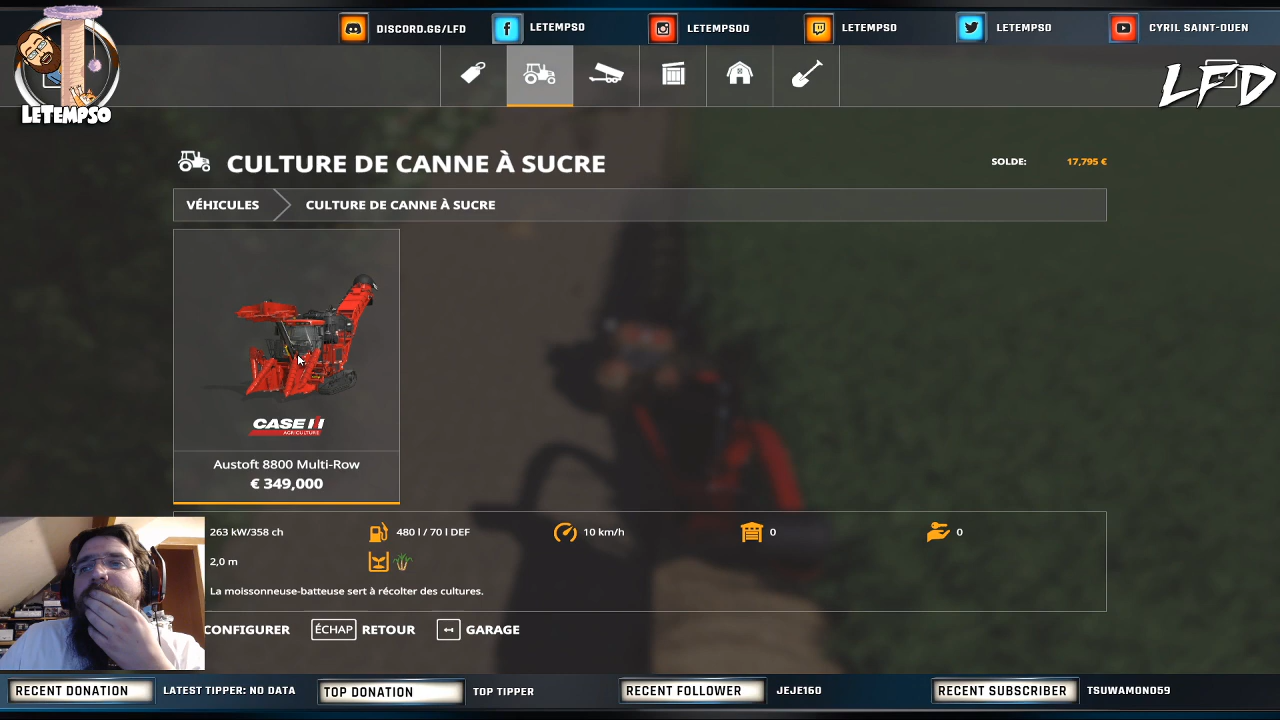 DISCORD.GG/LFD
LETEMPSO
LETEMPSOO
LETEMPSO
LETEMPSO
CYRIL SAINT-OUEN
LETEMPSO
LFD
CULTURE DE CANNE À SUCRE
SOLDE: 17,795 €
VÉHICULES CULTURE DE CANNE À SUCRE
CASE IH
AGRICULTURE
Austoft 8800 Multi-Row
€ 349,000
263 kW/358 ch 480 l / 70 l DEF 10 km/h 0 0
2,0 m
La moissonneuse-batteuse sert à récolter des cultures.
CONFIGURER ÉCHAP RETOUR GARAGE
RECENT DONATION LATEST TIPPER: NO DATA TOP DONATION TOP TIPPER RECENT FOLLOWER JEJE160 RECENT SUBSCRIBER TSUWAMONO59